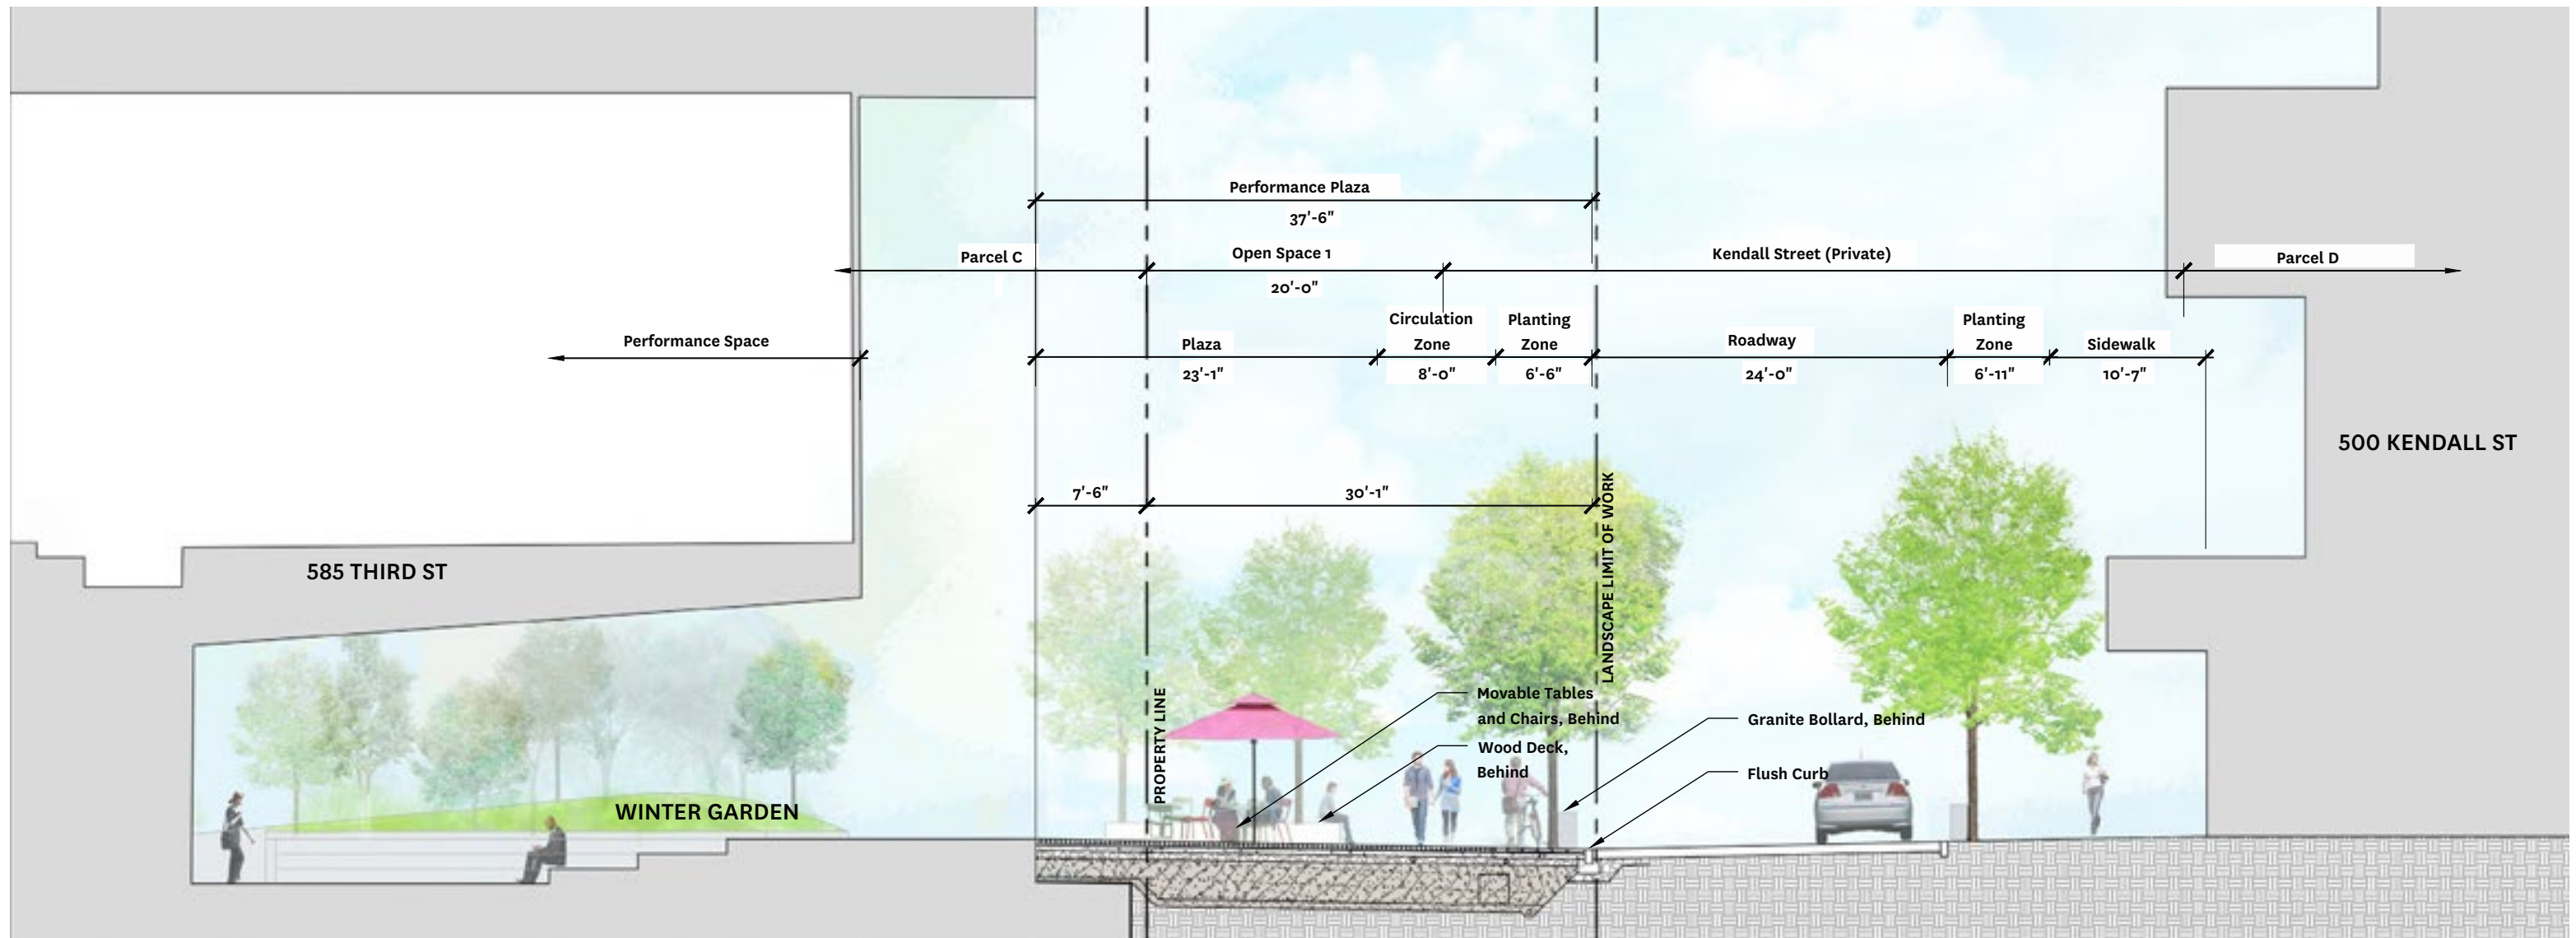 Performance Plaza
37'-6"
Parcel C
Open Space 1
Kendall Street (Private)
Parcel D
20'-0"
Performance Space
Plaza
Circulation
Zone
Planting
Zone
Roadway
Planting
Zone
Sidewalk
23'-1"
8'-0"
6'-6"
24'-0"
6'-11"
10'-7"
500 KENDALL ST
7'-6"
30'-1"
LANDSCAPE LIMIT OF WORK
585 THIRD ST
PROPERTY LINE
Movable Tables
and Chairs, Behind
Granite Bollard, Behind
Wood Deck,
Behind
Flush Curb
WINTER GARDEN